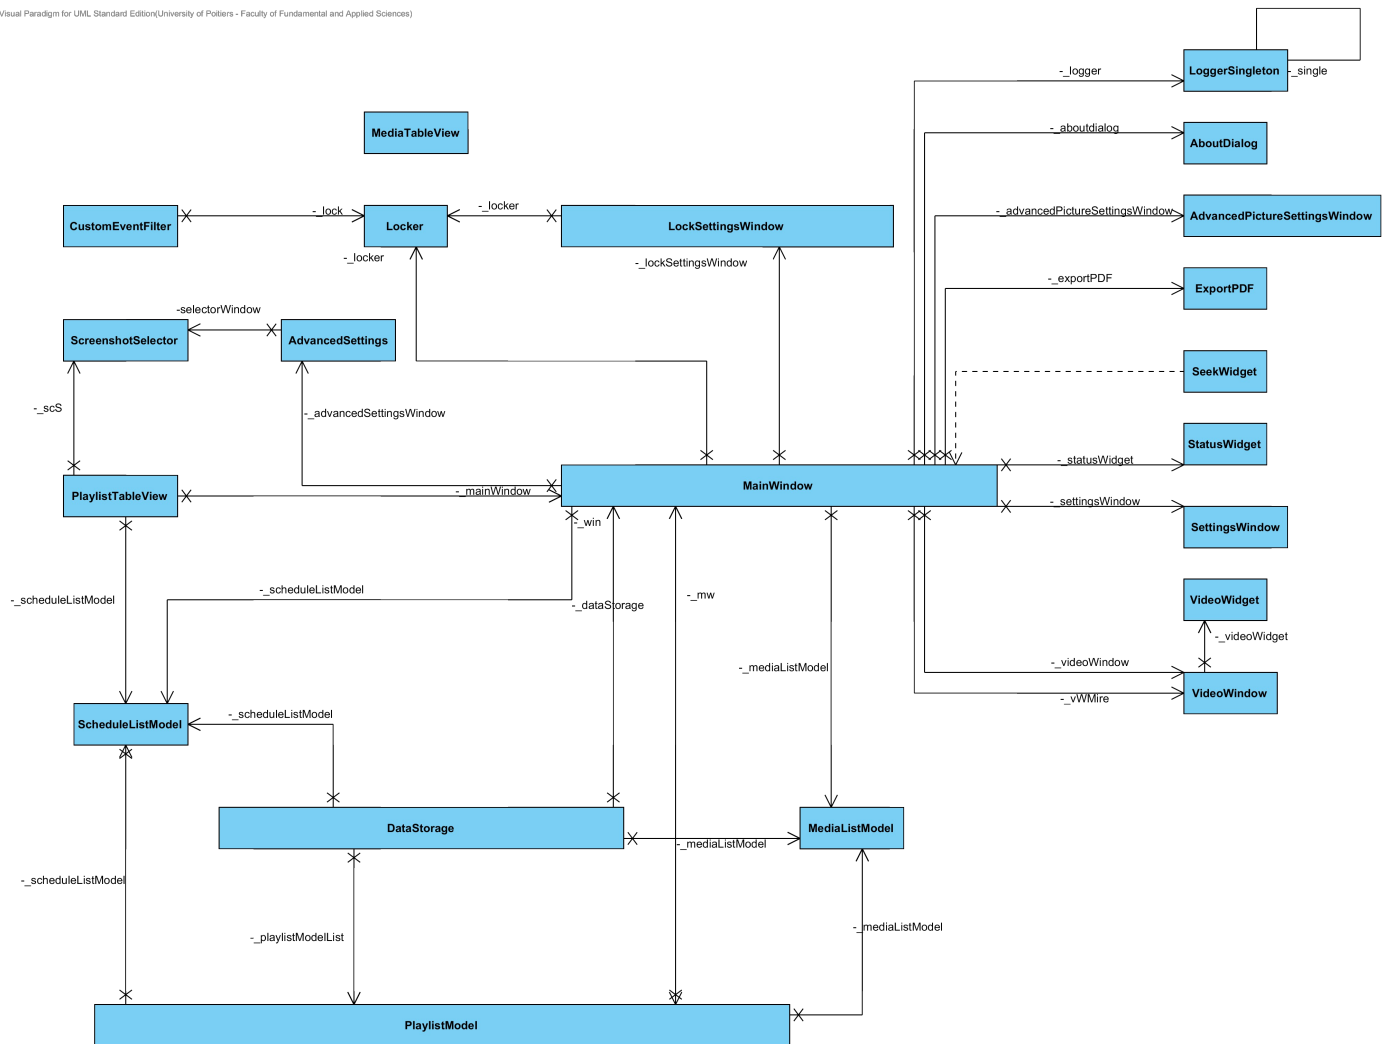 Visual Paradigm for UML Standard Edition(University of Poitiers - Faculty of Fundamental and Applied Sciences)
LoggerSingleton
-_single
-_logger
MediaTableView
-_aboutdialog
AboutDialog
CustomEventFilter
-_lock
Locker
-_locker
LockSettingsWindow
-_advancedPictureSettingsWindow
AdvancedPictureSettingsWindow
-_locker
-_lockSettingsWindow
-_exportPDF
ExportPDF
-selectorWindow
ScreenshotSelector
AdvancedSettings
SeekWidget
-_scS
-_advancedSettingsWindow
StatusWidget
-_statusWidget
PlaylistTableView
-_mainWindow
MainWindow
-_settingsWindow
SettingsWindow
-_win
-_scheduleListModel
-_scheduleListModel
-_dataStorage
-_mw
VideoWidget
-_videoWidget
-_mediaListModel
-_videoWindow
VideoWindow
-_vWMire
ScheduleListModel
-_scheduleListModel
DataStorage
MediaListModel
-_mediaListModel
-_scheduleListModel
-_playlistModelList
-_mediaListModel
PlaylistModel